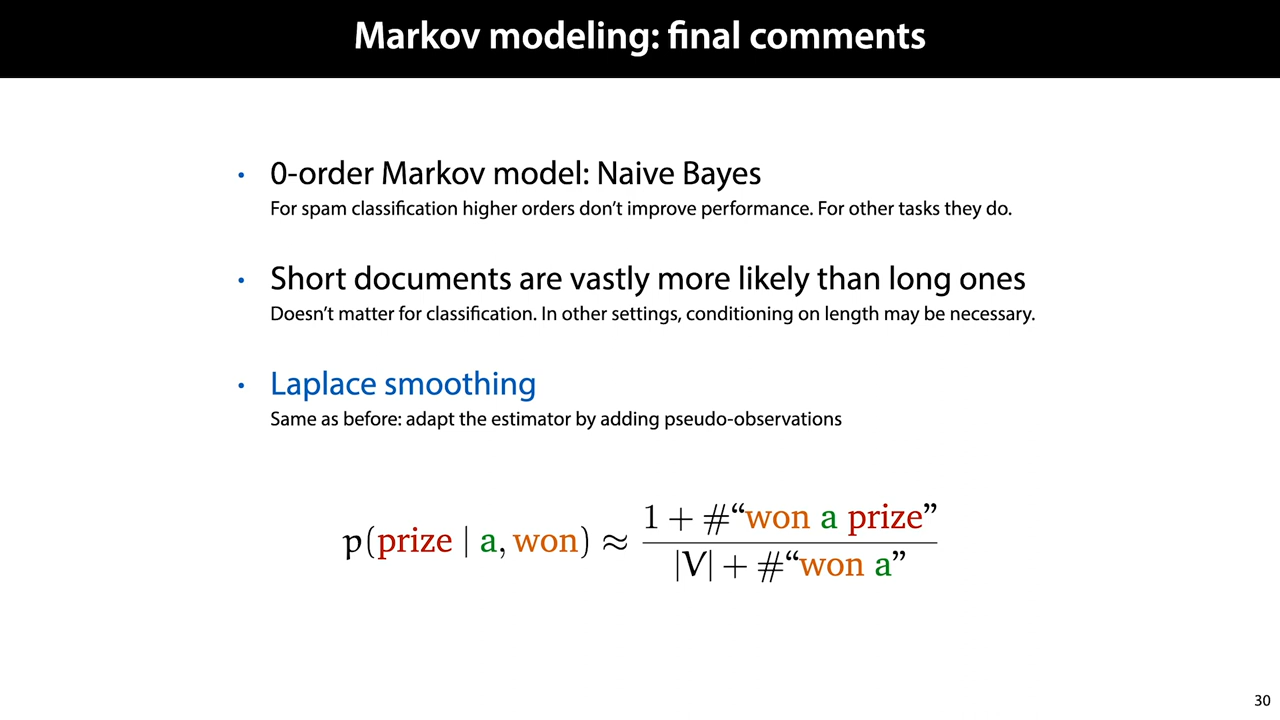 Markov modeling: final comments
• 0-order Markov model: Naive Bayes
For spam classification higher orders don't improve performance. For other tasks they do.
• Short documents are vastly more likely than long ones
Doesn't matter for classification. In other settings, conditioning on length may be necessary.
• Laplace smoothing
Same as before: adapt the estimator by adding pseudo-observations
1 + #“won a prize”
p(prize | a, won) ≈
|V| + #“won a”
30